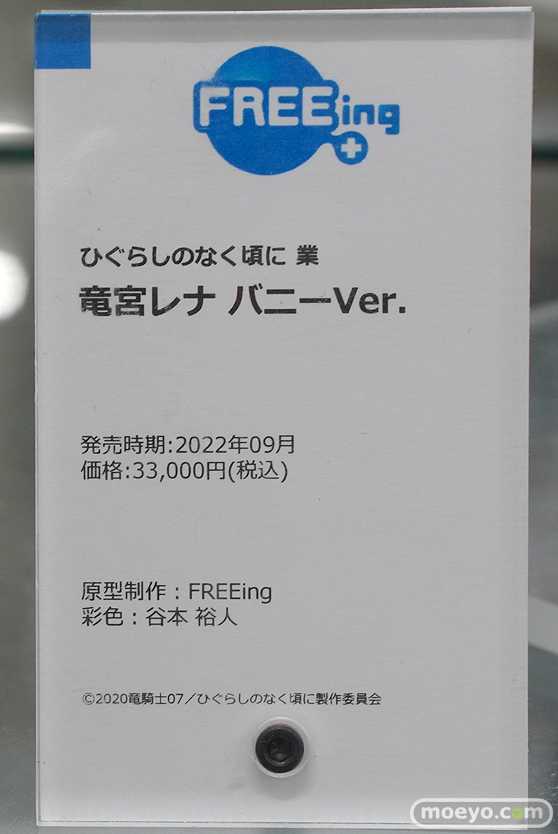 FREEing
ひぐらしのなく頃に 業
竜宮レナ バニーVer.
発売時期:2022年09月
価格:33,000円(税込)
原型制作：FREEing
彩色：谷本 裕人
©2020竜騎士07／ひぐらしのなく頃に製作委員会
moeyo.com